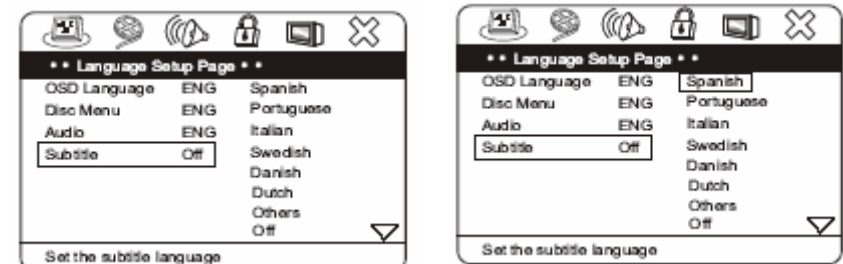 • • Language Setup Page • •
OSD Language ENG Spanish
Disc Menu ENG Portuguese
Audio ENG Italian
Subtitle Off Swedish
Danish
Dutch
Others
Off
Set the subtitle language
• • Language Setup Page • •
OSD Language ENG Spanish
Disc Menu ENG Portuguese
Audio ENG Italian
Subtitle Off Swedish
Danish
Dutch
Others
Off
Set the subtitle language